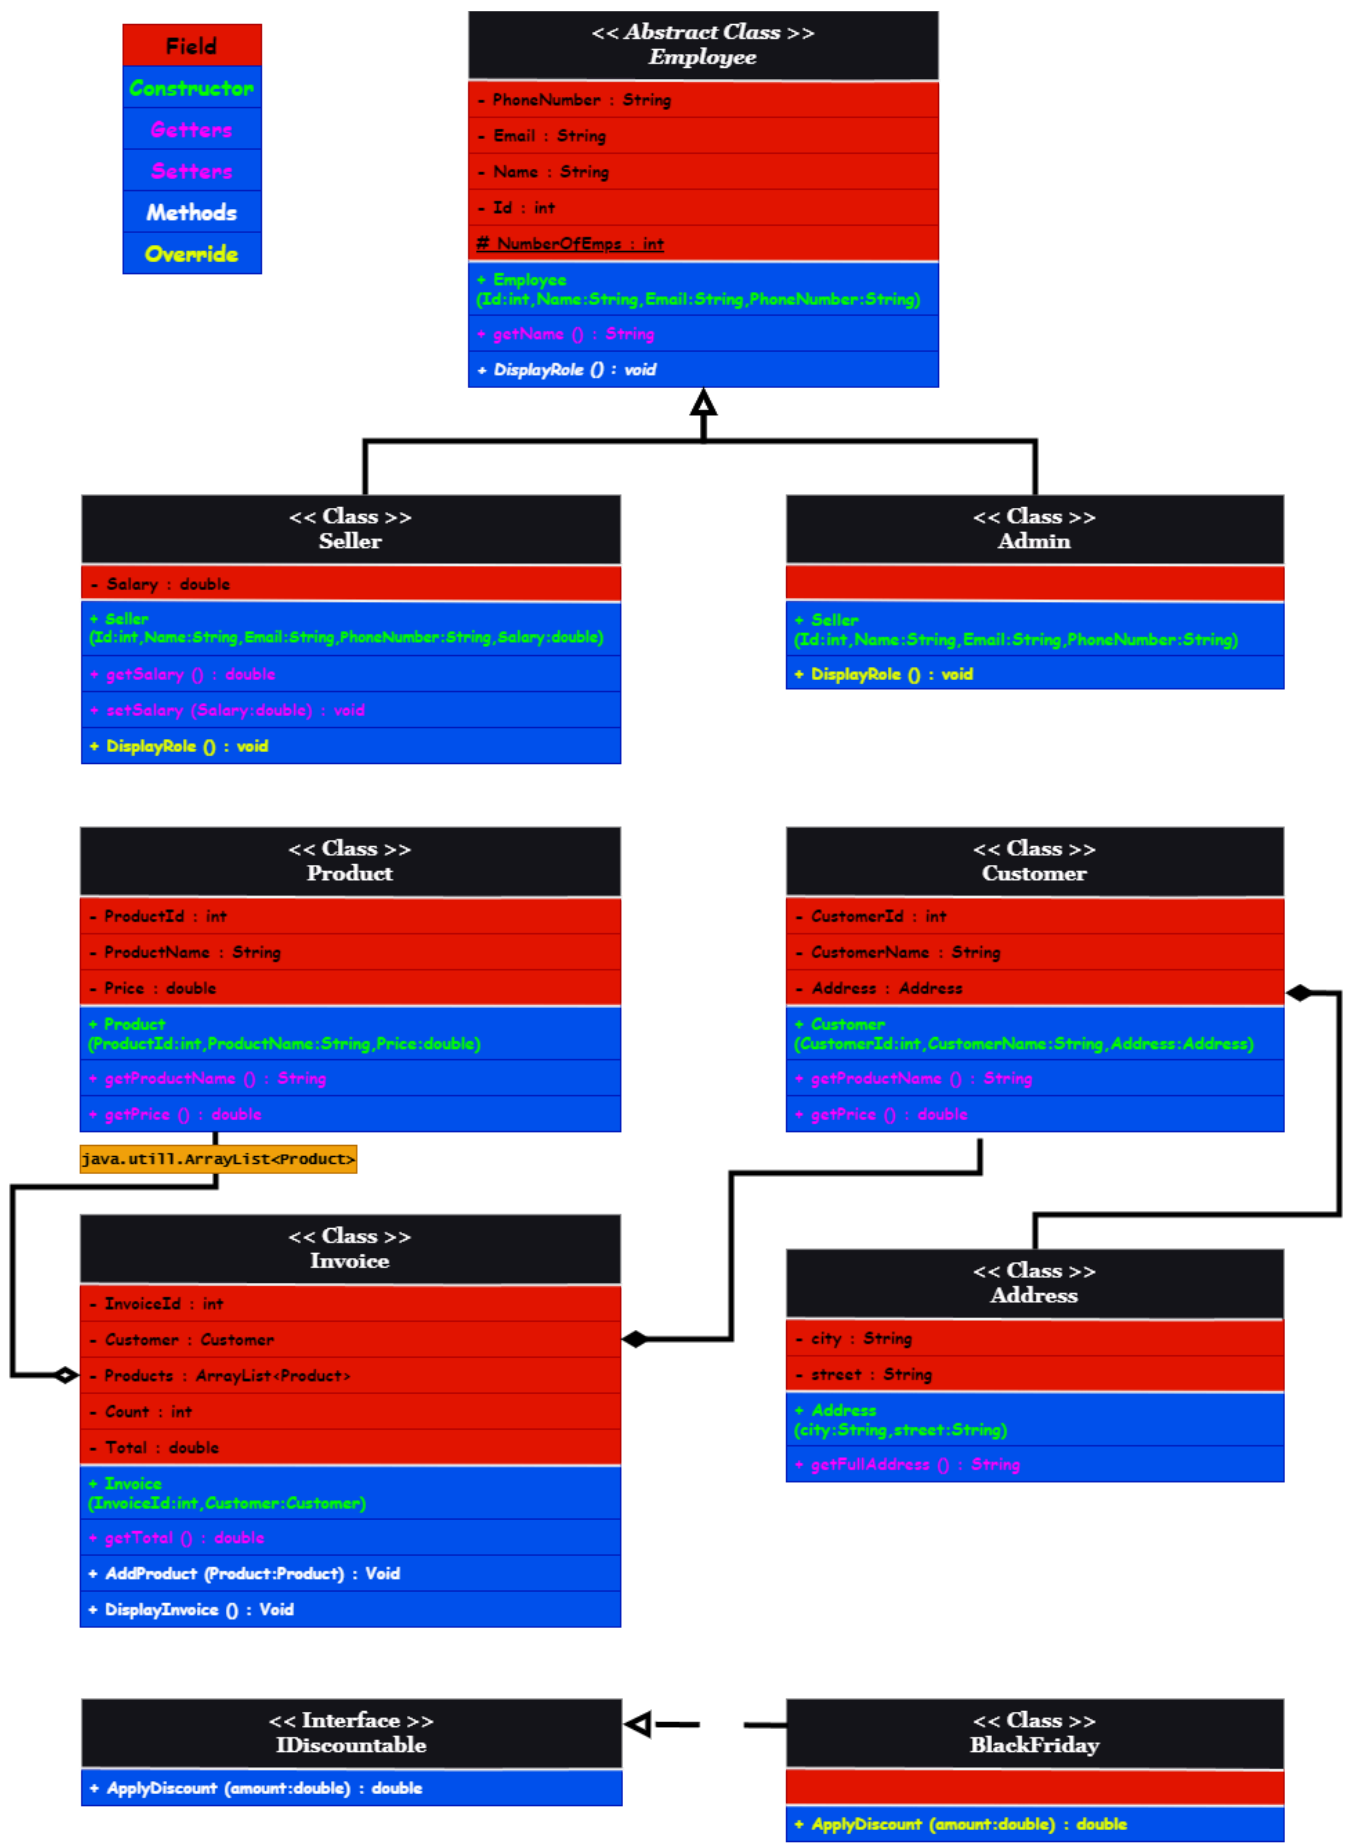 Field
Constructor
Getters
Setters
Methods
Override
<< Abstract Class >>
Employee
- PhoneNumber : String
- Email : String
- Name : String
- Id : int
# NumberOfEmps : int
+ Employee
(Id:int,Name:String,Email:String,PhoneNumber:String)
+ getName () : String
+ DisplayRole () : void
<< Class >>
Seller
- Salary : double
+ Seller
(Id:int,Name:String,Email:String,PhoneNumber:String,Salary:double)
+ getSalary () : double
+ setSalary (Salary:double) : void
+ DisplayRole () : void
<< Class >>
Admin
+ Seller
(Id:int,Name:String,Email:String,PhoneNumber:String)
+ DisplayRole () : void
<< Class >>
Product
- ProductId : int
- ProductName : String
- Price : double
+ Product
(ProductId:int,ProductName:String,Price:double)
+ getProductName () : String
+ getPrice () : double
java.utill.ArrayList<Product>
<< Class >>
Customer
- CustomerId : int
- CustomerName : String
- Address : Address
+ Customer
(CustomerId:int,CustomerName:String,Address:Address)
+ getProductName () : String
+ getPrice () : double
<< Class >>
Invoice
- InvoiceId : int
- Customer : Customer
- Products : ArrayList<Product>
- Count : int
- Total : double
+ Invoice
(InvoiceId:int,Customer:Customer)
+ getTotal () : double
+ AddProduct (Product:Product) : Void
+ DisplayInvoice () : Void
<< Class >>
Address
- city : String
- street : String
+ Address
(city:String,street:String)
+ getFullAddress () : String
<< Interface >>
IDiscountable
+ ApplyDiscount (amount:double) : double
<< Class >>
BlackFriday
+ ApplyDiscount (amount:double) : double